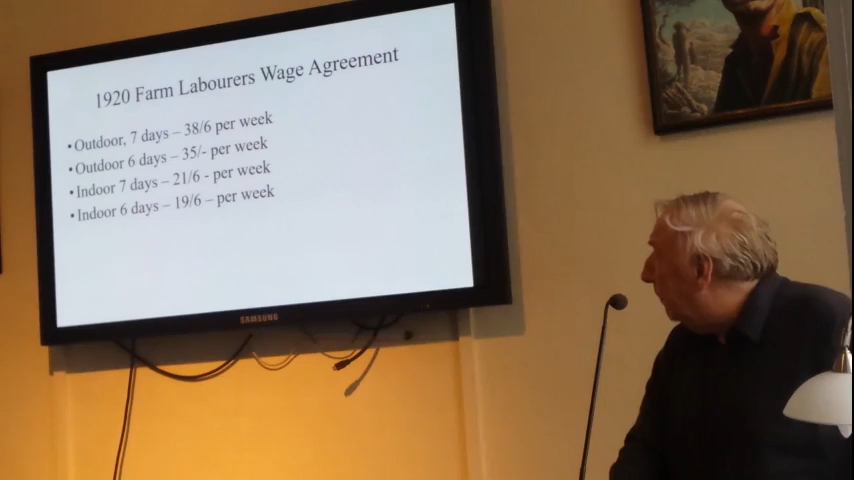 1920 Farm Labourers Wage Agreement
•Outdoor, 7 days – 38/6 per week
•Outdoor 6 days – 35/- per week
•Indoor 7 days – 21/6 - per week
•Indoor 6 days – 19/6 – per week
SAMSUNG